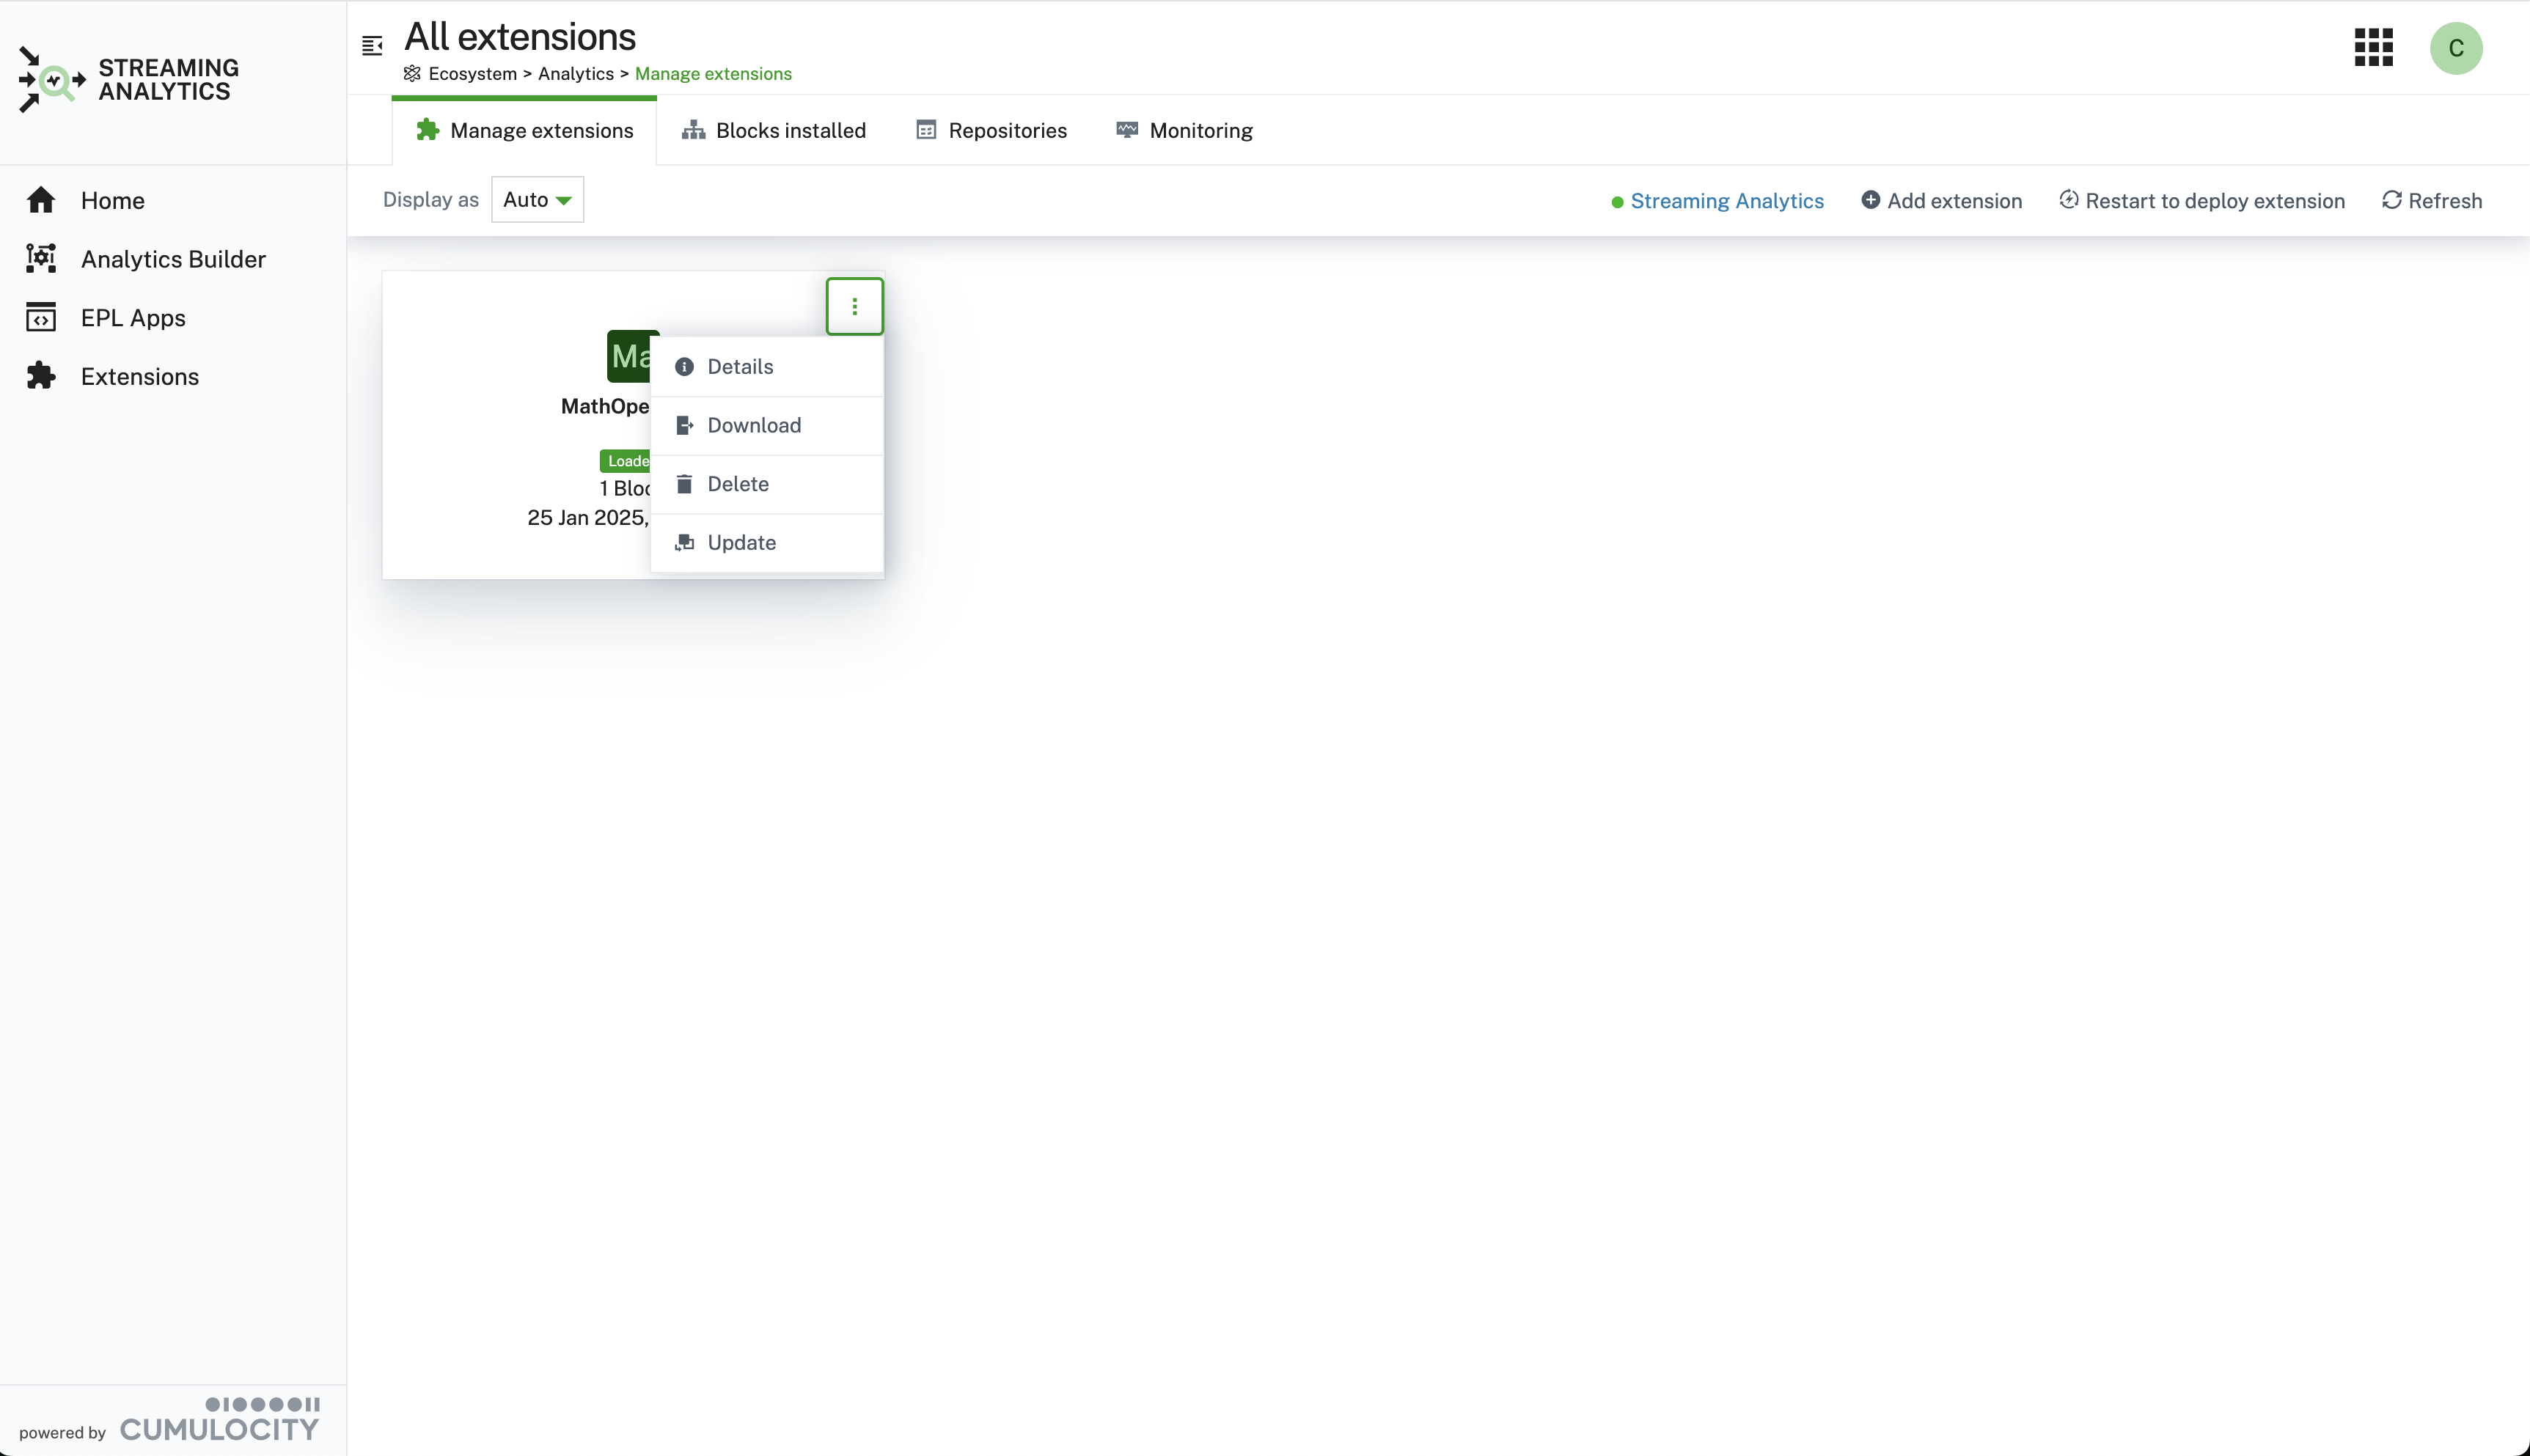 STREAMING
ANALYTICS
All extensions
Ecosystem > Analytics > Manage extensions
C
Manage extensions
Blocks installed
Repositories
Monitoring
Home
Analytics Builder
EPL Apps
Extensions
Display as
Auto
Streaming Analytics
Add extension
Restart to deploy extension
Refresh
Ma
MathOpe
Loade
1 Bloc
25 Jan 2025,
Details
Download
Delete
Update
powered by CUMULOCITY